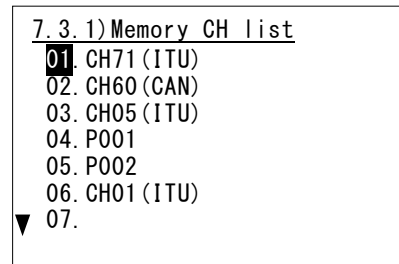 7.3.1)Memory CH list
01.CH71(ITU)
02.CH60(CAN)
03.CH05(ITU)
04.P001
05.P002
06.CH01(ITU)
▼ 07.